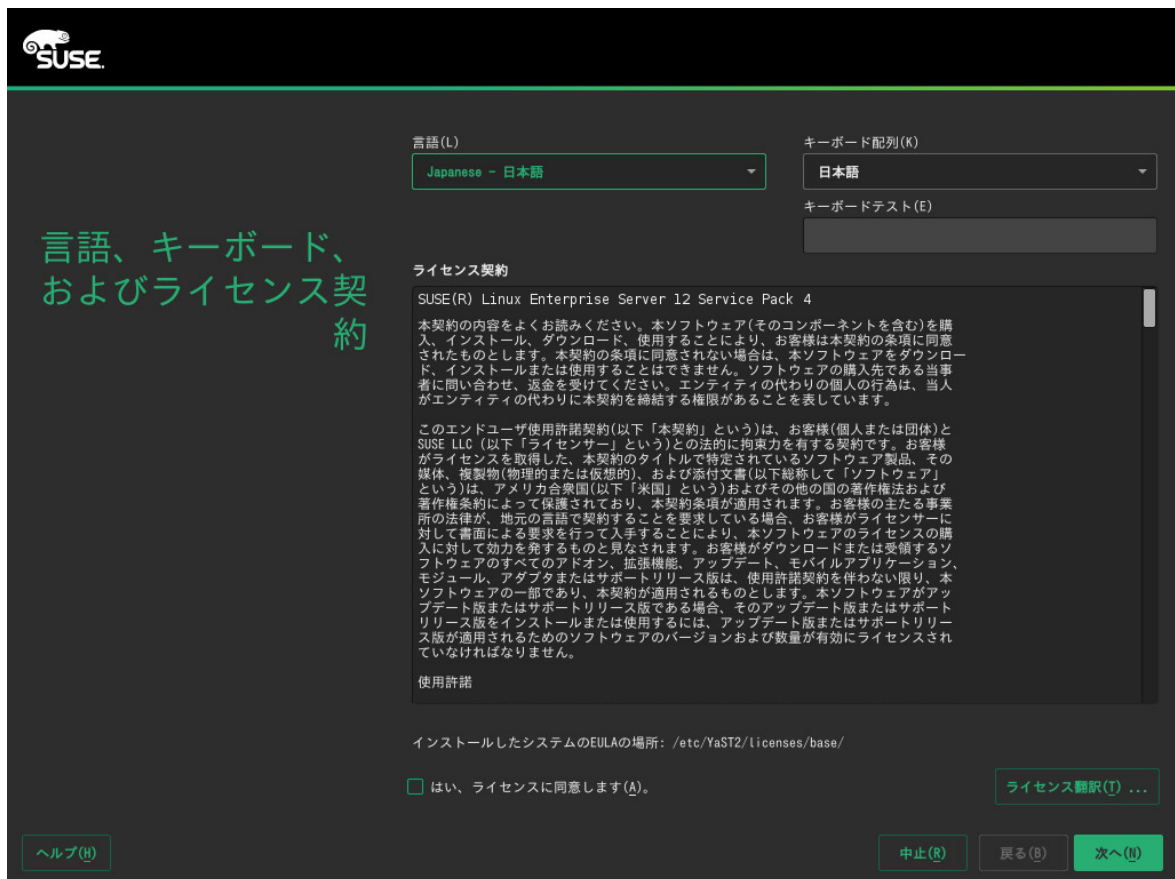 SUSE.
言語(L)
キーボード配列(K)
Japanese - 日本語
日本語
キーボードテスト(E)
言語、キーボード、
およびライセンス契
約
ライセンス契約
SUSE(R) Linux Enterprise Server 12 Service Pack 4
本契約の内容をよくお読みください。本ソフトウェア(そのコンポーネントを含む)を購
入、インストール、ダウンロード、使用することにより、お客様は本契約の条項に同意
されたものとします。本契約の条項に同意されない場合は、本ソフトウェアをダウンロー
ド、インストールまたは使用することはできません。ソフトウェアの購入先である当事
者に問い合わせ、返金を受けてください。エンティティの代わりの個人の行為は、当人
がエンティティの代わりに本契約を締結する権限があることを表しています。
このエンドユーザ使用許諾契約(以下「本契約」という)は、お客様(個人または団体)と
SUSE LLC (以下「ライセンサー」という)との法的に拘束力を有する契約です。お客様
がライセンスを取得した、本契約のタイトルで特定されているソフトウェア製品、その
媒体、複製物(物理的または仮想的)、および添付文書(以下総称して「ソフトウェア」
という)は、アメリカ合衆国(以下「米国」という)およびその他の国の著作権法および
著作権条約によって保護されており、本契約条項が適用されます。お客様の主たる事業
所の法律が、地元の言語で契約することを要求している場合、お客様がライセンサーに
対して書面による要求を行って入手することにより、本ソフトウェアのライセンスの購
入に対して効力を発するものと見なされます。お客様がダウンロードまたは受領するソ
フトウェアのすべてのアドオン、拡張機能、アップデート、モバイルアプリケーション、
モジュール、アダプタまたはサポートリリース版は、使用許諾契約を伴わない限り、本
ソフトウェアの一部であり、本契約が適用されるものとします。本ソフトウェアがアッ
プデート版またはサポートリリース版である場合、そのアップデート版またはサポート
リリース版をインストールまたは使用するには、アップデート版またはサポートリリー
ス版が適用されるためのソフトウェアのバージョンおよび数量が有効にライセンスされ
ていなければなりません。
使用許諾
インストールしたシステムのEULAの場所: /etc/YaST2/licenses/base/
はい、ライセンスに同意します(A)。
ライセンス翻訳(T) ...
ヘルプ(H)
中止(R)
戻る(B)
次へ(N)